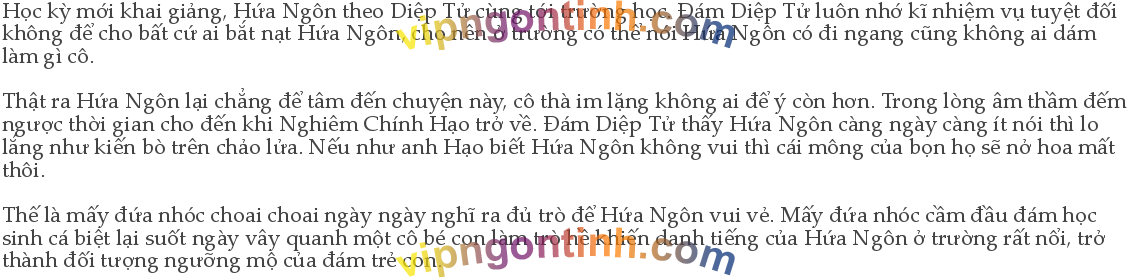 Học kỳ mới khai giảng, Hứa Ngôn theo Diệp Tử cùng tới trường học. Đám Diệp Tử luôn nhớ kĩ nhiệm vụ tuyệt đối
không để cho bất cứ ai bắt nạt Hứa Ngôn, cho nên ở trường có thể nói Hứa Ngôn có đi ngang cũng không ai dám
làm gì cô.
Thật ra Hứa Ngôn lại chẳng để tâm đến chuyện này, cô thà im lặng không ai để ý còn hơn. Trong lòng âm thầm đếm
ngược thời gian cho đến khi Nghiêm Chính Hạo trở về. Đám Diệp Tử thấy Hứa Ngôn càng ngày càng ít nói thì lo
lắng như kiến bò trên chảo lửa. Nếu như anh Hạo biết Hứa Ngôn không vui thì cái mông của bọn họ sẽ nở hoa mất
thôi.
Thế là mấy đứa nhóc choai choai ngày ngày nghĩ ra đủ trò để Hứa Ngôn vui vẻ. Mấy đứa nhóc cầm đầu đám học
sinh cá biệt lại suốt ngày vây quanh một cô bé con làm trò hề khiến danh tiếng của Hứa Ngôn ở trường rất nổi, trở
thành đối tượng ngưỡng mộ của đám trẻ con.
vipngontinh.com
vipngontinh.com